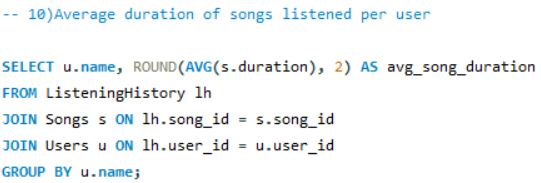 -- 10)Average duration of songs listened per user
SELECT u.name, ROUND(AVG(s.duration), 2) AS avg_song_duration
FROM ListeningHistory lh
JOIN Songs s ON lh.song_id = s.song_id
JOIN Users u ON lh.user_id = u.user_id
GROUP BY u.name;